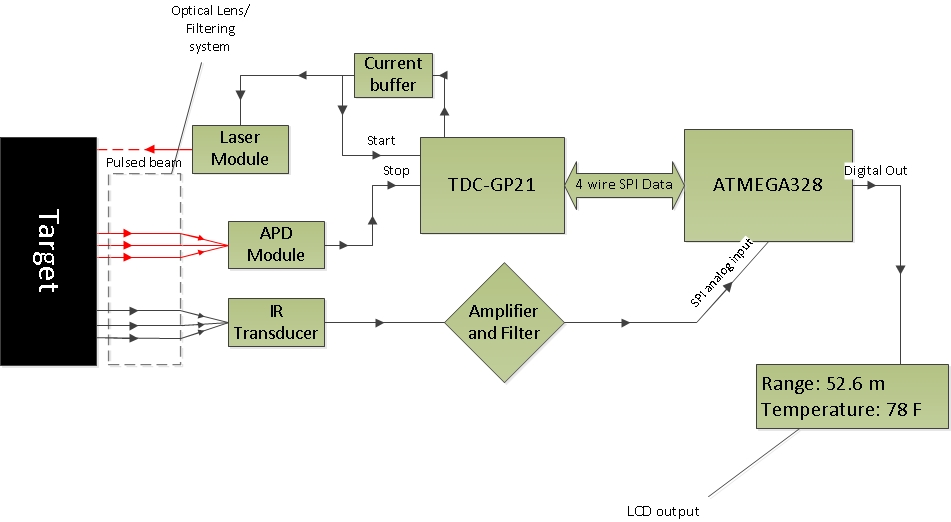 Optical Lens/
Filtering
system
Current
buffer
Laser
Module
Start
Pulsed beam
Stop
TDC-GP21
4 wire SPI Data
ATMEGA328
Digital Out
Target
APD
Module
SPI analog input
IR
Transducer
Amplifier
and Filter
Range: 52.6 m
Temperature: 78 F
LCD output